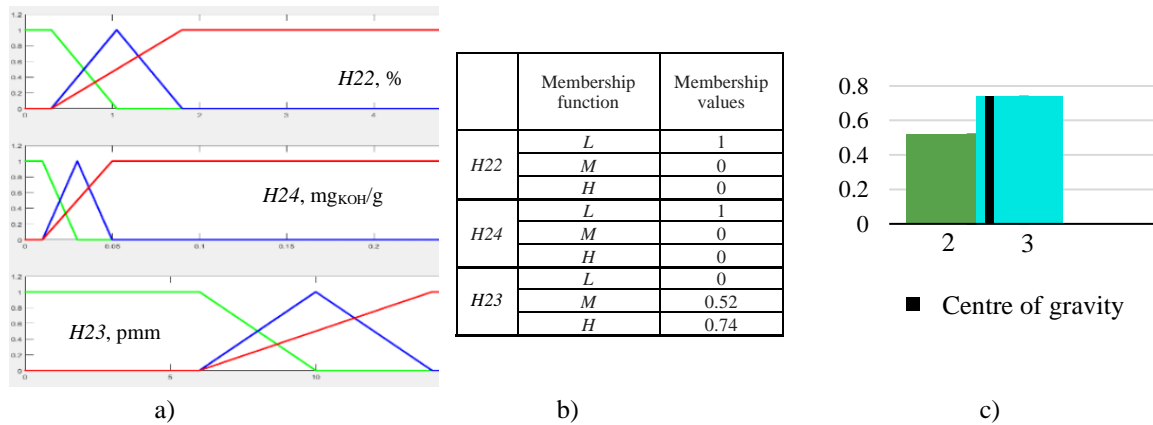 1.2
1
0.8
0.6
0.4
0.2
0
0 1 2 3 4
H22, %
1.2
1
0.8
0.6
0.4
0.2
0
0 0.05 0.1 0.15 0.2
H24, mgKOH/g
1.2
1
0.8
0.6
0.4
0.2
0
0 5 10
H23, pmm
a)
Membership function Membership values
H22 L 1
M 0
H 0
H24 L 1
M 0
H 0
H23 L 0
M 0.52
H 0.74
b)
0.8
0.6
0.4
0.2
0
2 3
Centre of gravity
c)